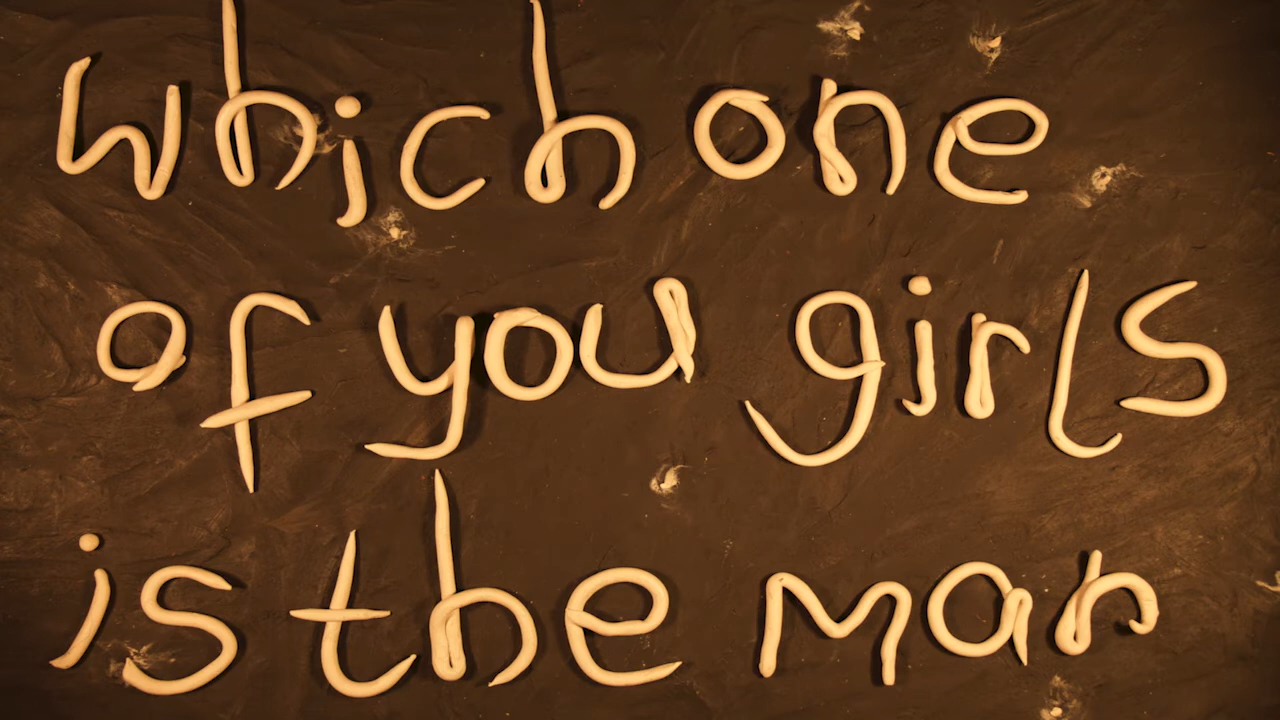 which one
of you girls
is the man